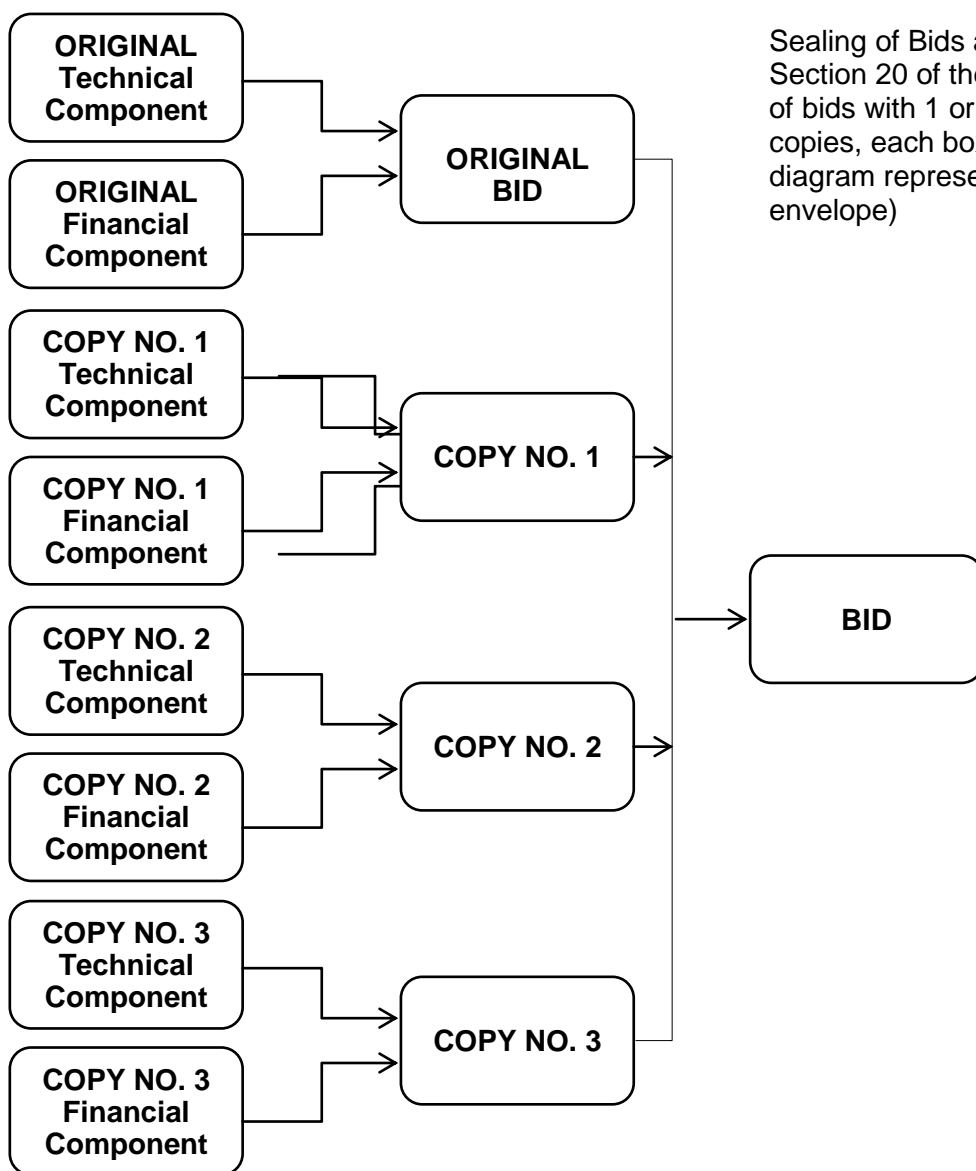 ORIGINAL
Technical
Component
ORIGINAL
Financial
Component
ORIGINAL
BID
Sealing of Bids
Section 20 of
of bids with 1 or
copies, each
diagram
envelope)
COPY NO. 1
Technical
Component
COPY NO. 1
Financial
Component
COPY NO. 1
COPY NO. 2
Technical
Component
COPY NO. 2
Financial
Component
COPY NO. 2
BID
COPY NO. 3
Technical
Component
COPY NO. 3
Financial
Component
COPY NO. 3